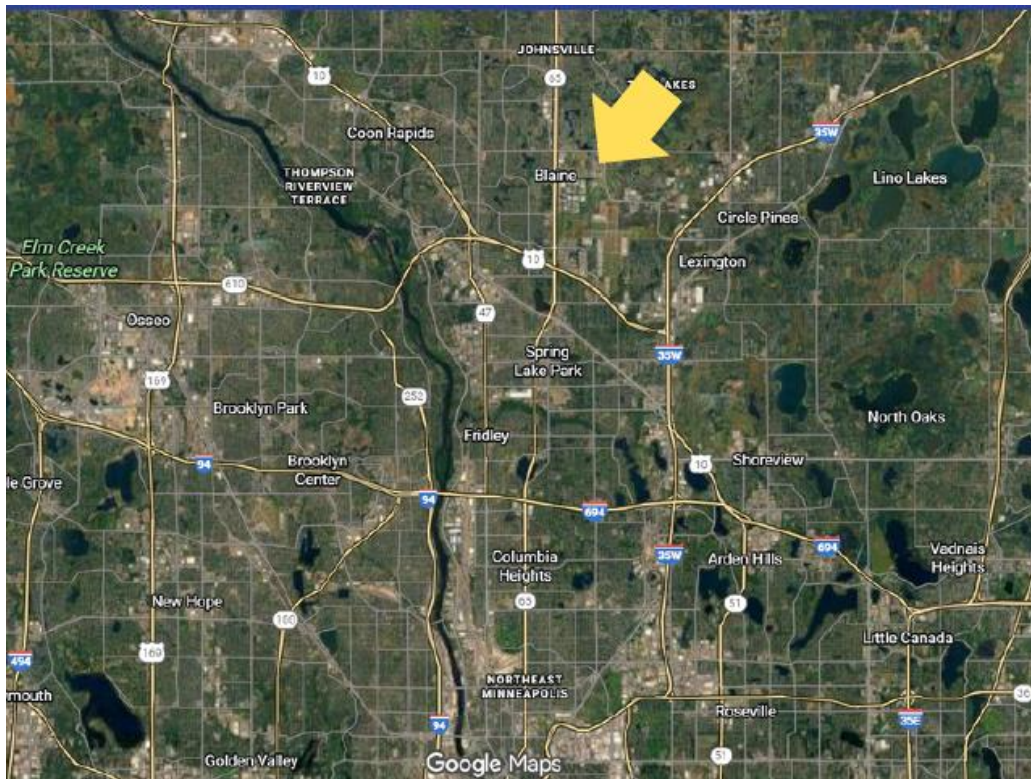 JOHNSVILLE
65
10
LAKES
Coon Rapids
35W
THOMPSON
RIVERVIEW
TERRACE
Blaine
Lino Lakes
Circle Pines
Elm Creek
Park Reserve
10
Lexington
610
Osseo
47
Spring
Lake Park
35W
169
252
Brooklyn Park
North Oaks
Fridley
Brooklyn
Center
94
10
Shoreview
le Grove
94
694
Columbia
Heights
35W
Arden Hills
694
Vadnais
Heights
New Hope
65
51
100
Little Canada
494
169
mouth
NORTHEAST
MINNEAPOLIS
36
94
Roseville
35E
Golden Valley
Google Maps
51